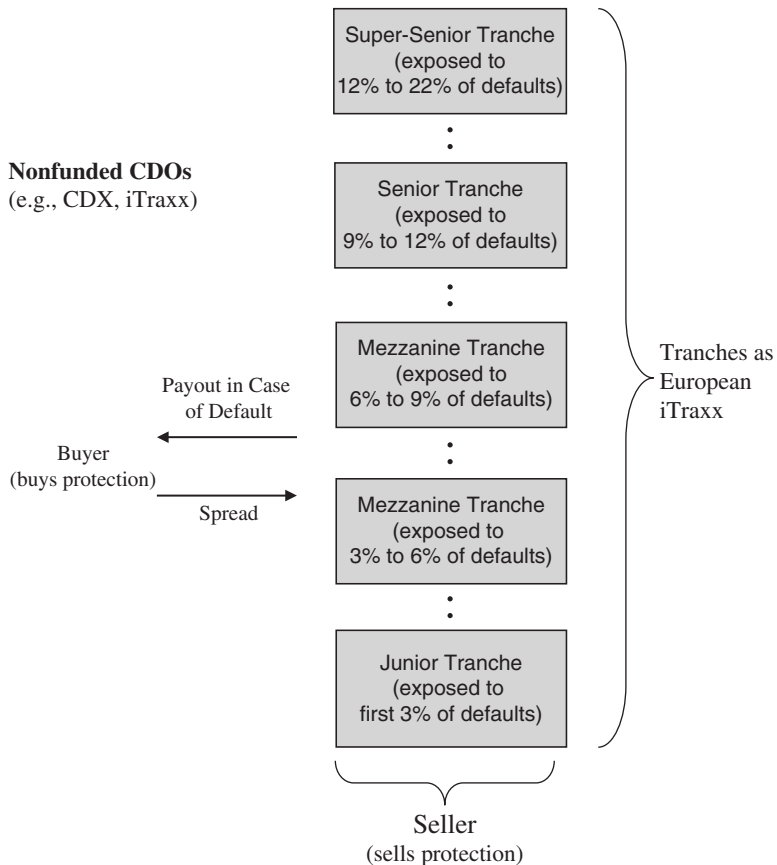 Super-Senior Tranche
(exposed to
12% to 22% of defaults)
:
Nonfunded CDOs
(e.g., CDX, iTraxx)
Senior Tranche
(exposed to
9% to 12% of defaults)
:
Mezzanine Tranche
(exposed to
6% to 9% of defaults)
Tranches as
European
iTraxx
Payout in Case
of Default
:
Buyer
(buys protection)
Spread
Mezzanine Tranche
(exposed to
3% to 6% of defaults)
:
Junior Tranche
(exposed to
first 3% of defaults)
Seller
(sells protection)